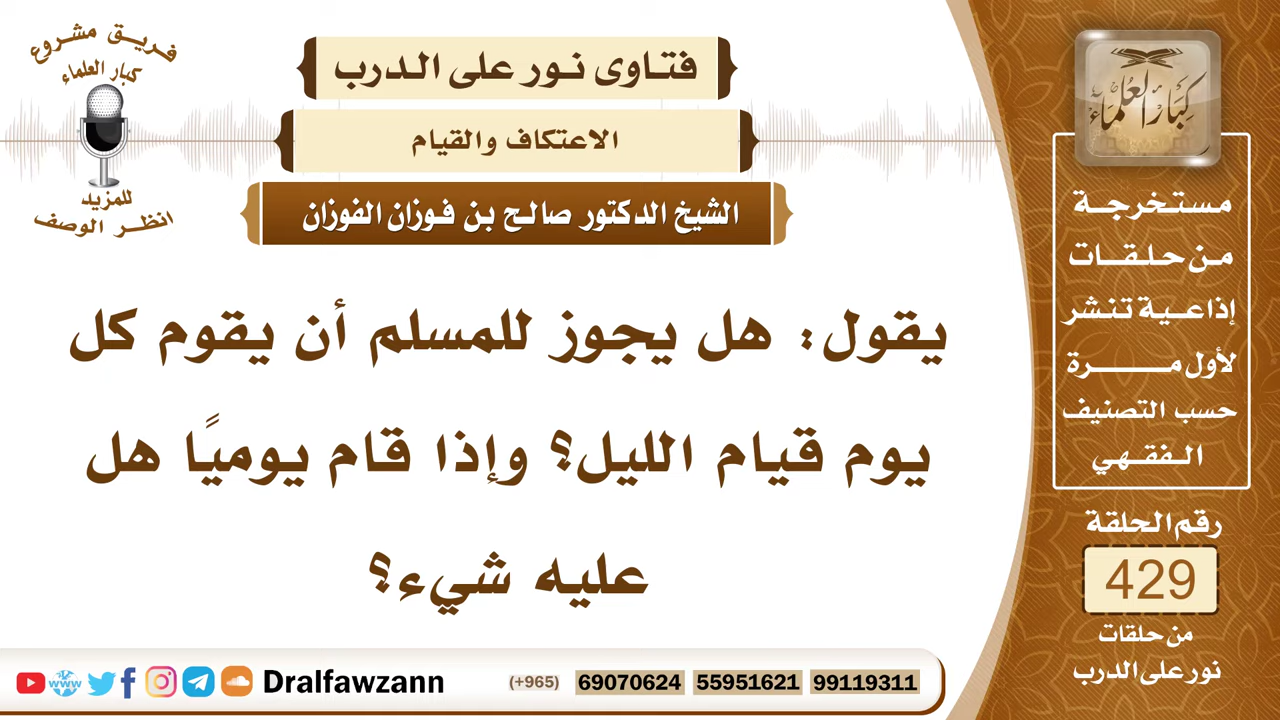 فريق مشروع
كبار العلماء
للمزيد
انظر الوصف
فتاوى نور على الدرب
الاعتكاف والقيام
الشيخ الدكتور صالح بن فوزان الفوزان
يقول: هل يجوز للمسلم أن يقوم كل
يوم قيام الليل؟ وإذا قام يوميًا هل
عليه شيء؟
كبار العلماء
مستخرجة
من حلقات
إذاعية تنشر
لأول مرة
حسب التصنيف
الفقهي
رقم الحلقة
429
من حلقات
نور على الدرب
www Dralfawzann (+965) 69070624 55951621 99119311